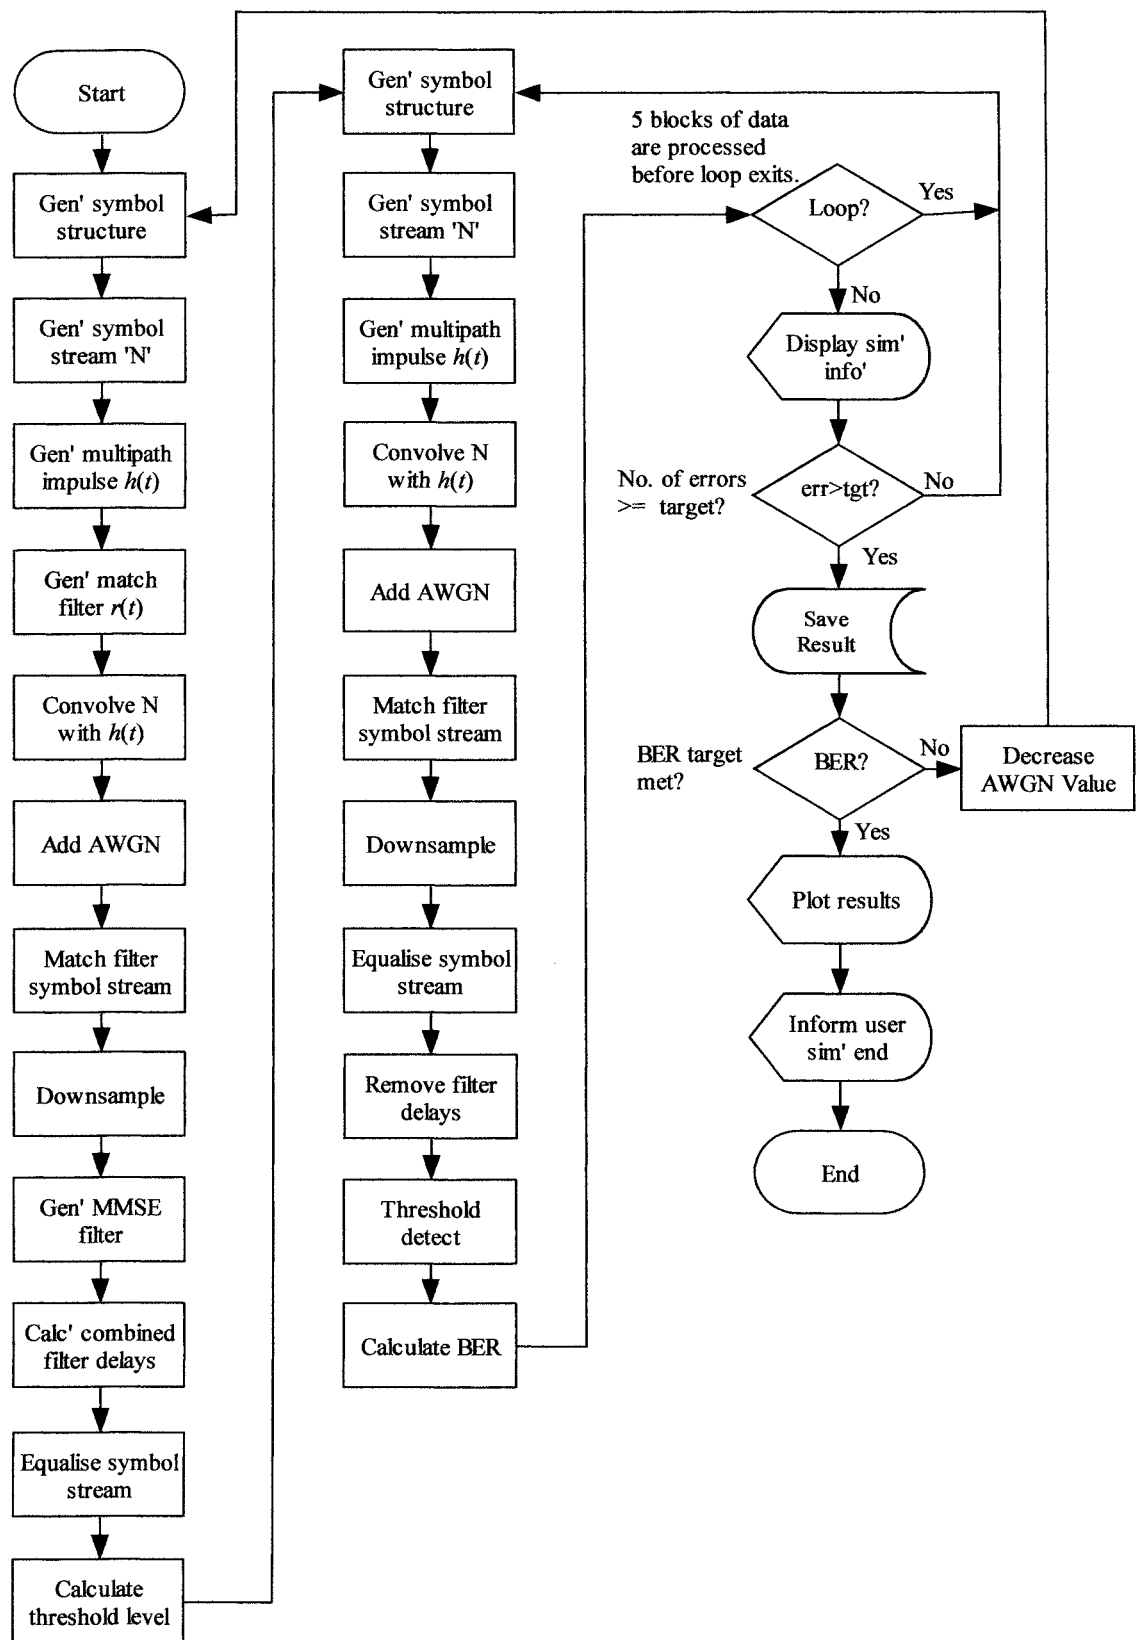 Start
Gen' symbol
structure
Gen' symbol
stream 'N'
Gen' multipath
impulse h(t)
Gen' match
filter r(t)
Convolve N
with h(t)
Add AWGN
Match filter
symbol stream
Downsample
Gen' MMSE
filter
Calc' combined
filter delays
Equalise symbol
stream
Calculate
threshold level
Gen' symbol
structure
Gen' symbol
stream 'N'
Gen' multipath
impulse h(t)
Convolve N
with h(t)
Add AWGN
Match filter
symbol stream
Downsample
Equalise symbol
stream
Remove filter
delays
Threshold
detect
Calculate BER
5 blocks of data
are processed
before loop exits.
Loop?
Yes
No
Display sim'
info'
No. of errors
>= target?
err>tgt?
No
Yes
Save
Result
BER target
met?
BER?
No
Decrease
AWGN Value
Yes
Plot results
Inform user
sim' end
End